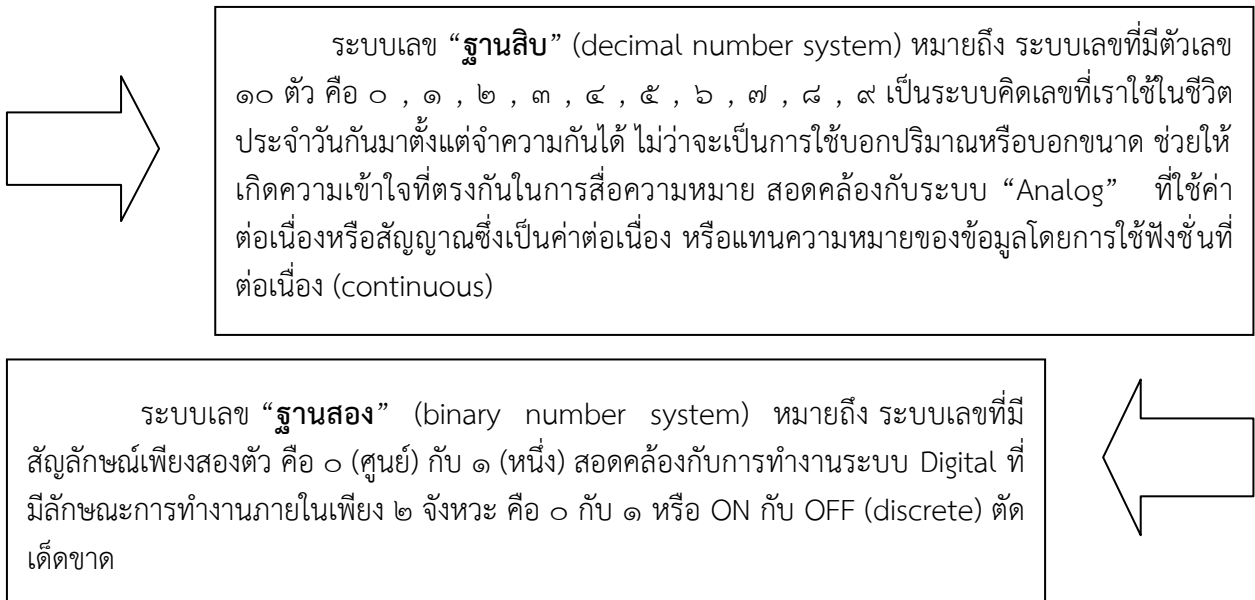 ระบบเลข “ฐานสิบ” (decimal number system) หมายถึง ระบบเลขที่มีตัวเลข
๑๐ ตัว คือ ๐ , ๑ , ๒ , ๓ , ๔ , ๕ , ๖ , ๗ , ๘ , ๙ เป็นระบบคิดเลขที่เราใช้ในชีวิต
ประจำวันกันมาตั้งแต่จำความกันได้ ไม่ว่าจะเป็นการใช้บอกปริมาณหรือบอกขนาด ช่วยให้
เกิดความเข้าใจที่ตรงกันในการสื่อความหมาย สอดคล้องกับระบบ “Analog” ที่ใช้ค่า
ต่อเนื่องหรือสัญญาณซึ่งเป็นค่าต่อเนื่อง หรือแทนความหมายของข้อมูลโดยการใช้ฟังชั่นที่
ต่อเนื่อง (continuous)
ระบบเลข “ฐานสอง” (binary number system) หมายถึง ระบบเลขที่มี
สัญลักษณ์เพียงสองตัว คือ ๐ (ศูนย์) กับ ๑ (หนึ่ง) สอดคล้องกับการทำงานระบบ Digital ที่
มีลักษณะการทำงานภายในเพียง ๒ จังหวะ คือ ๐ กับ ๑ หรือ ON กับ OFF (discrete) ตัด
เด็ดขาด